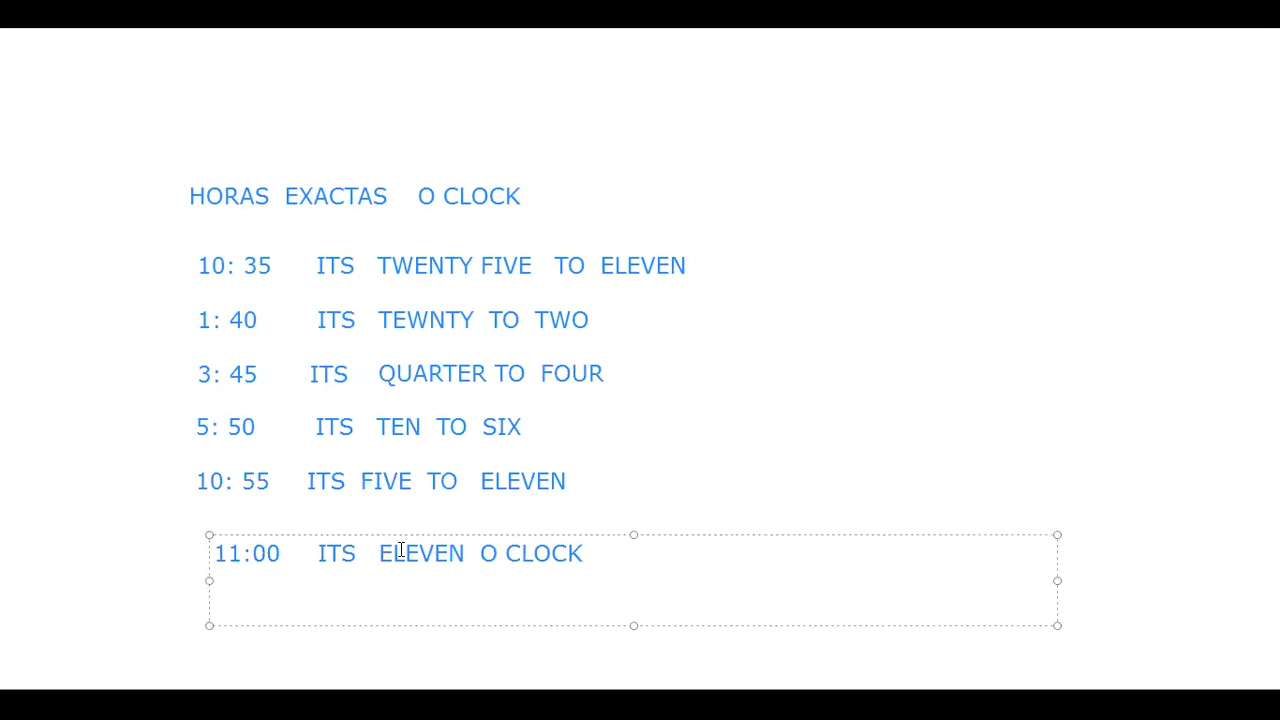 HORAS EXACTAS O CLOCK
10: 35 ITS TWENTY FIVE TO ELEVEN
1: 40 ITS TEWNTY TO TWO
3: 45 ITS QUARTER TO FOUR
5: 50 ITS TEN TO SIX
10: 55 ITS FIVE TO ELEVEN
11:00 ITS ELEVEN O CLOCK